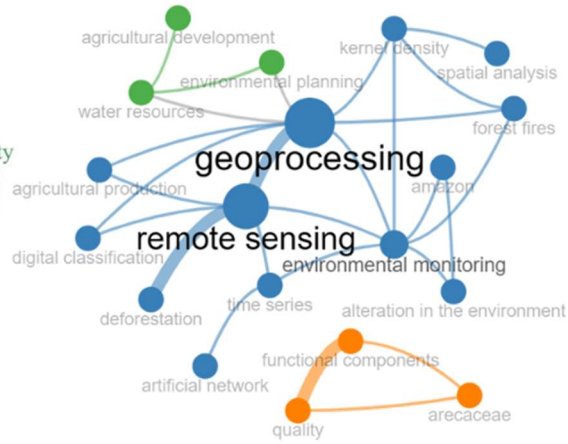 agricultural development
kernel density
environmental planning
spatial analysis
water resources
forest fires
ty
geoprocessing
agricultural production
amazon
remote sensing
digital classification
environmental monitoring
time series
alteration in the environment
deforestation
functional components
artificial network
arecaceae
quality